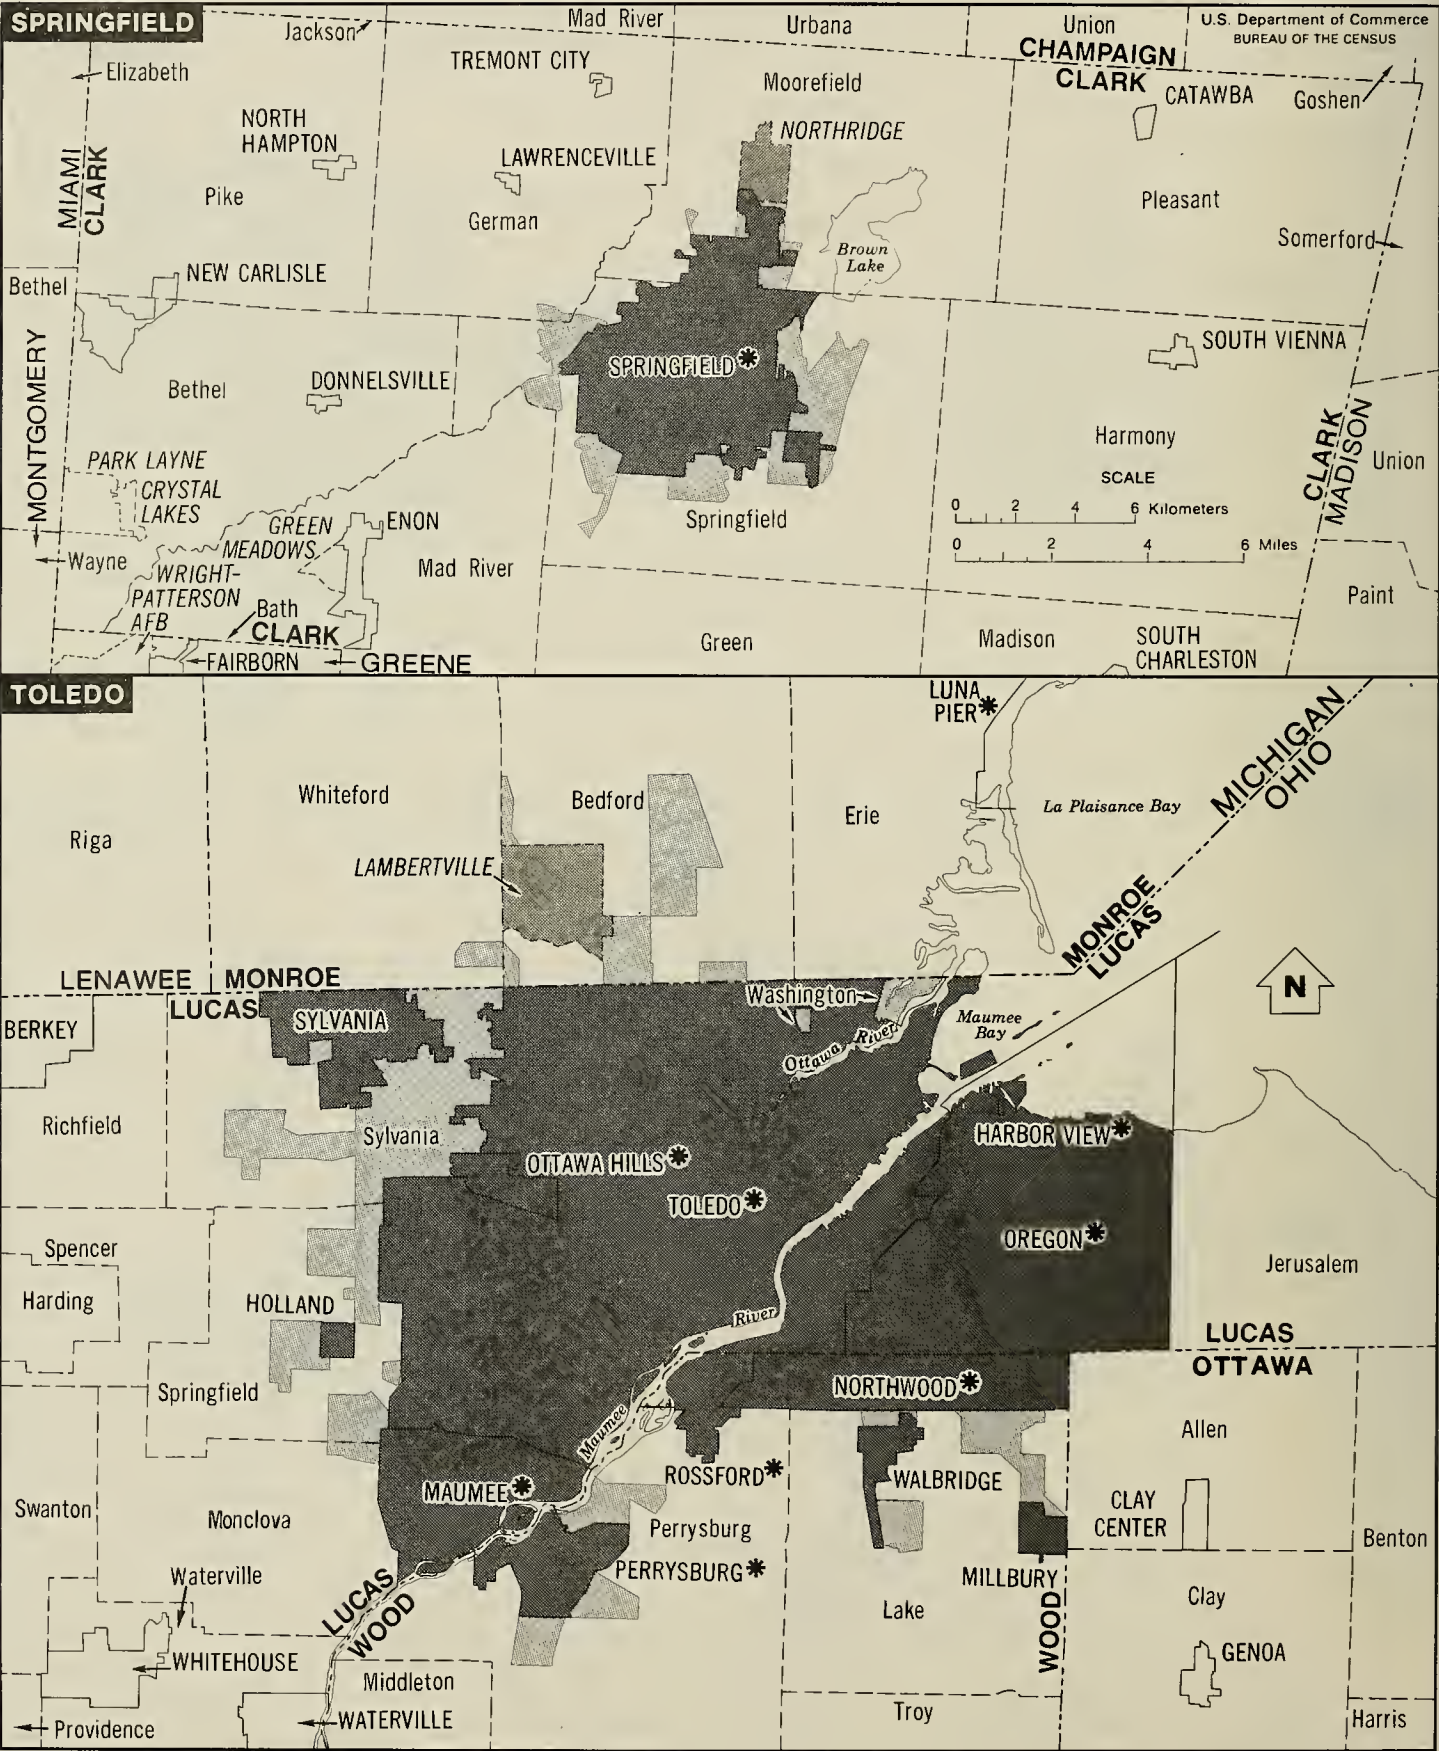 SPRINGFIELD
Jackson
Mad River
Urbana
Union
U.S. Department of Commerce
BUREAU OF THE CENSUS
CHAMPAIGN
CLARK
Elizabeth
TREMONT CITY
Moorefield
CATAWBA
Goshen
NORTH
HAMPTON
NORTHRIDGE
MIAMI
CLARK
LAWRENCEVILLE
Pike
German
Pleasant
Brown
Lake
Somerford
Bethel
NEW CARLISLE
MONTGOMERY
SPRINGFIELD
SOUTH VIENNA
Bethel
DONNELSVILLE
Harmony
CLARK
MADISON
Union
PARK LAYNE
CRYSTAL
LAKES
SCALE
0 2 4 6 Kilometers
0 2 4 6 Miles
GREEN
MEADOWS
ENON
Springfield
Wayne
WRIGHT-
PATTERSON
AFB
Mad River
Paint
Bath
CLARK
FAIRBORN
GREENE
Green
Madison
SOUTH
CHARLESTON
TOLEDO
LUNA
PIER
MICHIGAN
OHIO
Whiteford
Bedford
Erie
La Plaisance Bay
Riga
LAMBERTVILLE
MONROE
LUCAS
LENAWEE
MONROE
LUCAS
N
BERKEY
SYLVANIA
Washington
Maumee
Bay
Ottawa River
Richfield
Sylvania
HARBOR VIEW
OTTAWA HILLS
TOLEDO
OREGON
Spencer
Jerusalem
Harding
HOLLAND
River
LUCAS
OTTAWA
Springfield
NORTHWOOD
Maumee
Allen
ROSSFORD
WALBRIDGE
MAUMEE
Swanton
Monclova
Perrysburg
CLAY
CENTER
Benton
PERRYSBURG
MILLBURY
Waterville
LUCAS
WOOD
Lake
WOOD
Clay
WHITEHOUSE
GENOA
Middleton
Providence
WATERVILLE
Troy
Harris